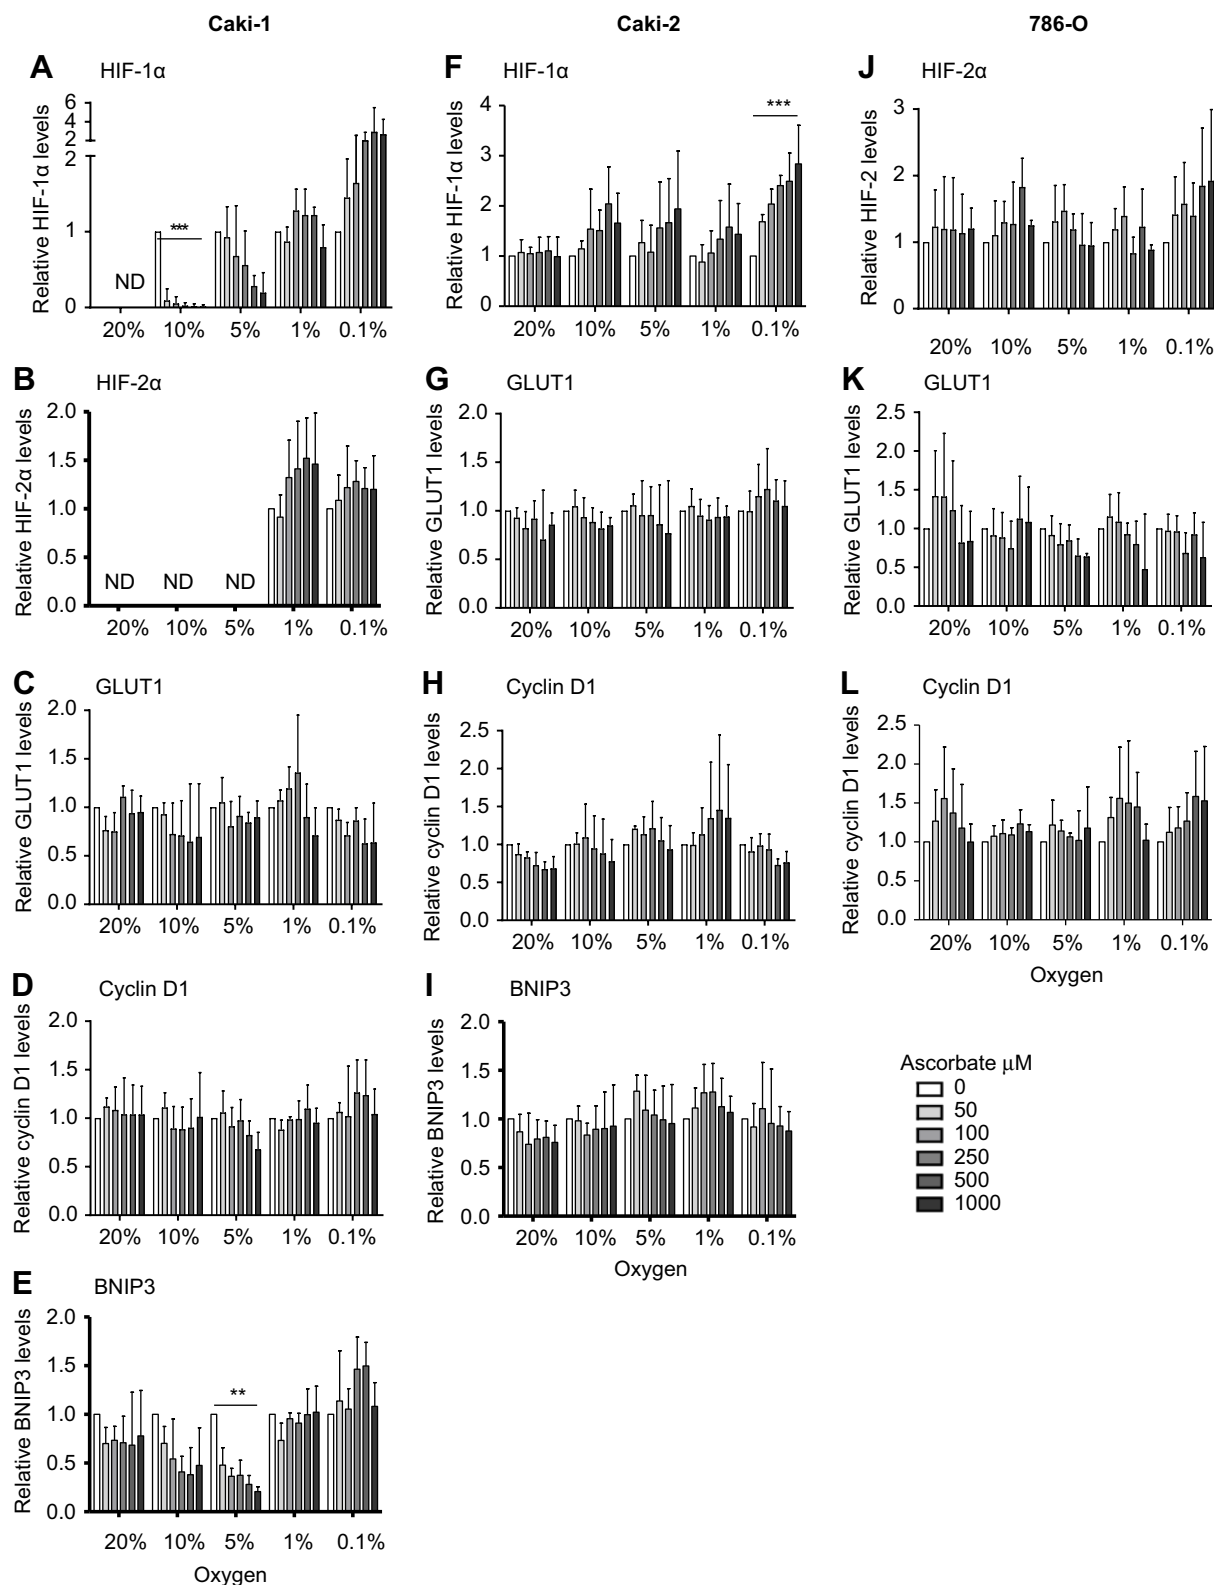 Caki-1
Caki-2
786-O
A
HIF-1α
Relative HIF-1α levels
6
4
2
2
1
0
ND
***
20% 10% 5% 1% 0.1%
F
HIF-1α
Relative HIF-1α levels
4
3
2
1
0
***
20% 10% 5% 1% 0.1%
J
HIF-2α
Relative HIF-2 levels
3
2
1
0
20% 10% 5% 1% 0.1%
B
HIF-2α
Relative HIF-2α levels
2.0
1.5
1.0
0.5
0.0
ND ND ND
20% 10% 5% 1% 0.1%
G
GLUT1
Relative GLUT1 levels
2.0
1.5
1.0
0.5
0.0
20% 10% 5% 1% 0.1%
K
GLUT1
Relative GLUT1 levels
2.5
2.0
1.5
1.0
0.5
0.0
20% 10% 5% 1% 0.1%
C
GLUT1
Relative GLUT1 levels
2.0
1.5
1.0
0.5
0.0
20% 10% 5% 1% 0.1%
H
Cyclin D1
Relative cyclin D1 levels
2.5
2.0
1.5
1.0
0.5
0.0
20% 10% 5% 1% 0.1%
L
Cyclin D1
Relative cyclin D1 levels
2.5
2.0
1.5
1.0
0.5
0.0
20% 10% 5% 1% 0.1%
Oxygen
D
Cyclin D1
Relative cyclin D1 levels
2.0
1.5
1.0
0.5
0.0
20% 10% 5% 1% 0.1%
I
BNIP3
Relative BNIP3 levels
2.0
1.5
1.0
0.5
0.0
20% 10% 5% 1% 0.1%
Oxygen
Ascorbate μM
0
50
100
250
500
1000
E
BNIP3
Relative BNIP3 levels
2.0
1.5
1.0
0.5
0.0
**
20% 10% 5% 1% 0.1%
Oxygen